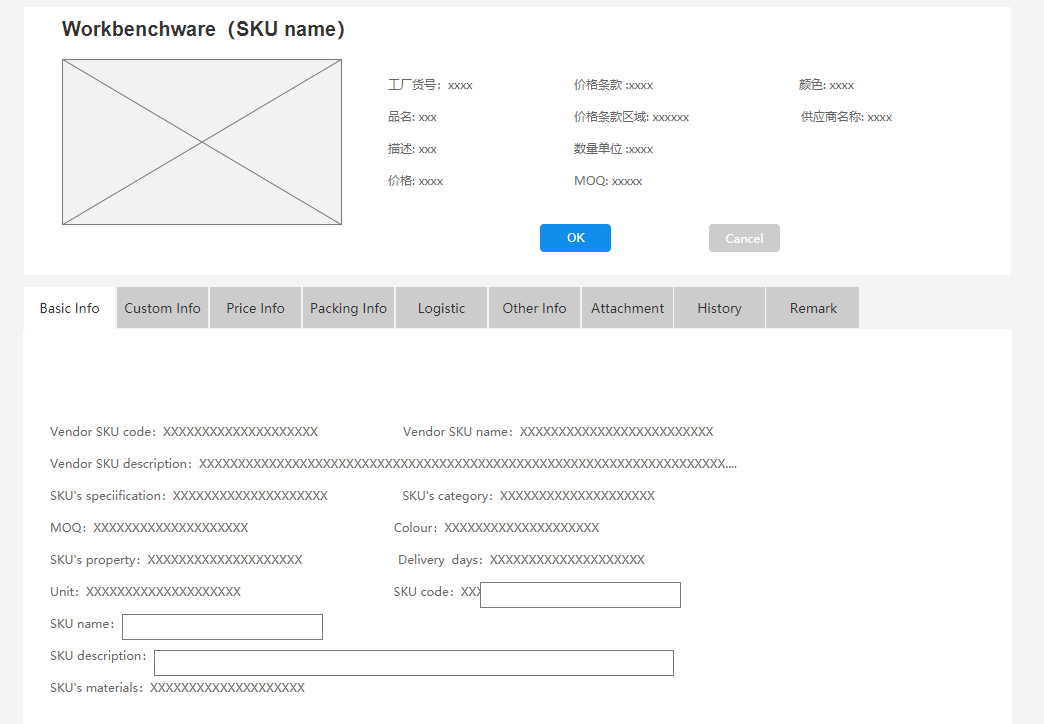 Workbenchware（SKU name）
工厂货号：xxxx 价格条款 :xxxx 颜色: xxxx
品名: xxx 价格条款区域: xxxxxx 供应商名称: xxxx
描述: xxx 数量单位 :xxxx
价格: xxxx MOQ: xxxxx
OK Cancel
Basic Info Custom Info Price Info Packing Info Logistic Other Info Attachment History Remark
Vendor SKU code：XXXXXXXXXXXXXXXXXXXX Vendor SKU name：XXXXXXXXXXXXXXXXXXXXXXXXX
Vendor SKU description：XXXXXXXXXXXXXXXXXXXXXXXXXXXXXXXXXXXXXXXXXXXXXXXXXXXXXXXXXXXXXXXXXXXX....
SKU's speciification：XXXXXXXXXXXXXXXXXXXX SKU's category：XXXXXXXXXXXXXXXXXXXX
MOQ：XXXXXXXXXXXXXXXXXXXX Colour：XXXXXXXXXXXXXXXXXXXX
SKU's property：XXXXXXXXXXXXXXXXXXXX Delivery days：XXXXXXXXXXXXXXXXXXXX
Unit：XXXXXXXXXXXXXXXXXXXX SKU code：XXX
SKU name：
SKU description：
SKU's materials：XXXXXXXXXXXXXXXXXXXX